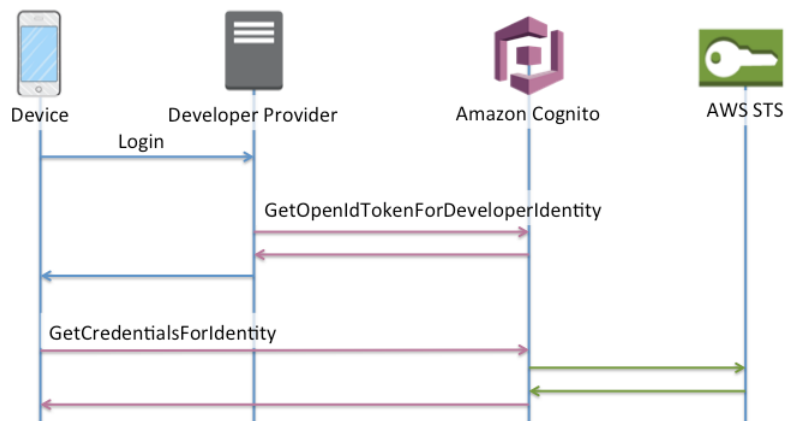 Device
Developer Provider
Amazon Cognito
AWS STS
Login
GetOpenIdTokenForDeveloperIdentity
GetCredentialsForIdentity